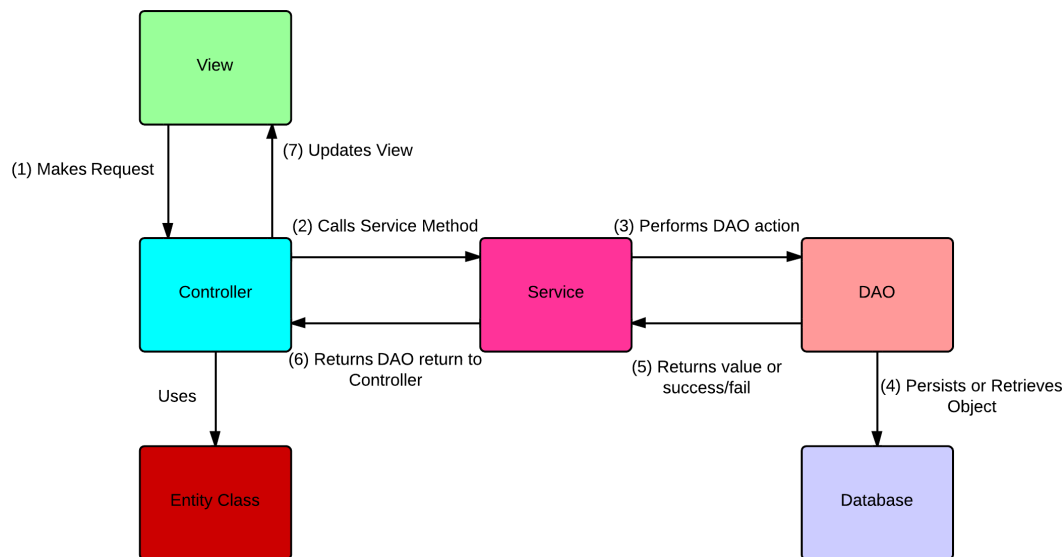 View
(1) Makes Request
(7) Updates View
(2) Calls Service Method
(3) Performs DAO action
Controller
Service
DAO
(6) Returns DAO return to
Controller
(5) Returns value or
success/fail
Uses
(4) Persists or Retrieves
Object
Entity Class
Database